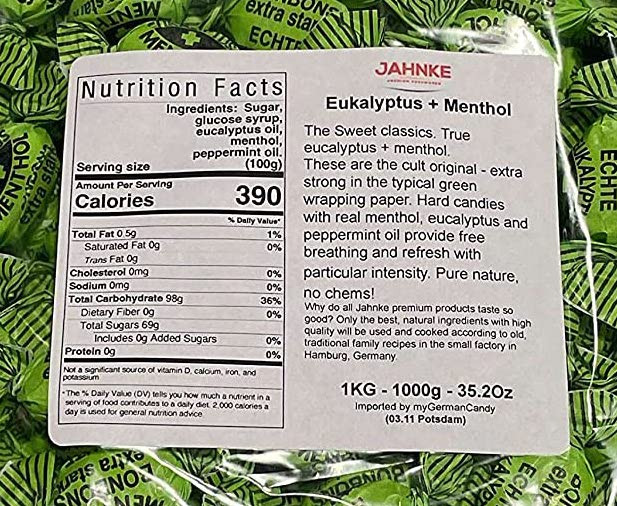 extra star
ECHT
Nutrition Facts
Ingredients: Sugar,
glucose syrup,
eucalyptus oil,
menthol,
peppermint oil.
Serving size (100g)
Amount Per Serving
Calories 390
% Daily Value*
Total Fat 0.5g 1%
Saturated Fat 0g 0%
Trans Fat 0g
Cholesterol 0mg 0%
Sodium 0mg 0%
Total Carbohydrate 98g 36%
Dietary Fiber 0g 0%
Total Sugars 69g
Includes 0g Added Sugars 0%
Protein 0g 0%
Not a significant source of vitamin D, calcium, iron, and
potassium
*The % Daily Value (DV) tells you how much a nutrient in a
serving of food contributes to a daily diet. 2,000 calories a
day is used for general nutrition advice.
JAHNKE
Eukalyptus + Menthol
The Sweet classics. True
eucalyptus + menthol.
These are the cult original - extra
strong in the typical green
wrapping paper. Hard candies
with real menthol, eucalyptus and
peppermint oil provide free
breathing and refresh with
particular intensity. Pure nature,
no chems!
Why do all Jahnke premium products taste so
good? Only the best, natural ingredients with high
quality will be used and cooked according to old,
traditional family recipes in the small factory in
Hamburg, Germany.
1KG - 1000g - 35.2Oz
Imported by myGermanCandy
(03.11 Potsdam)
MENTHOL
extra star
ECHTE
extra stark